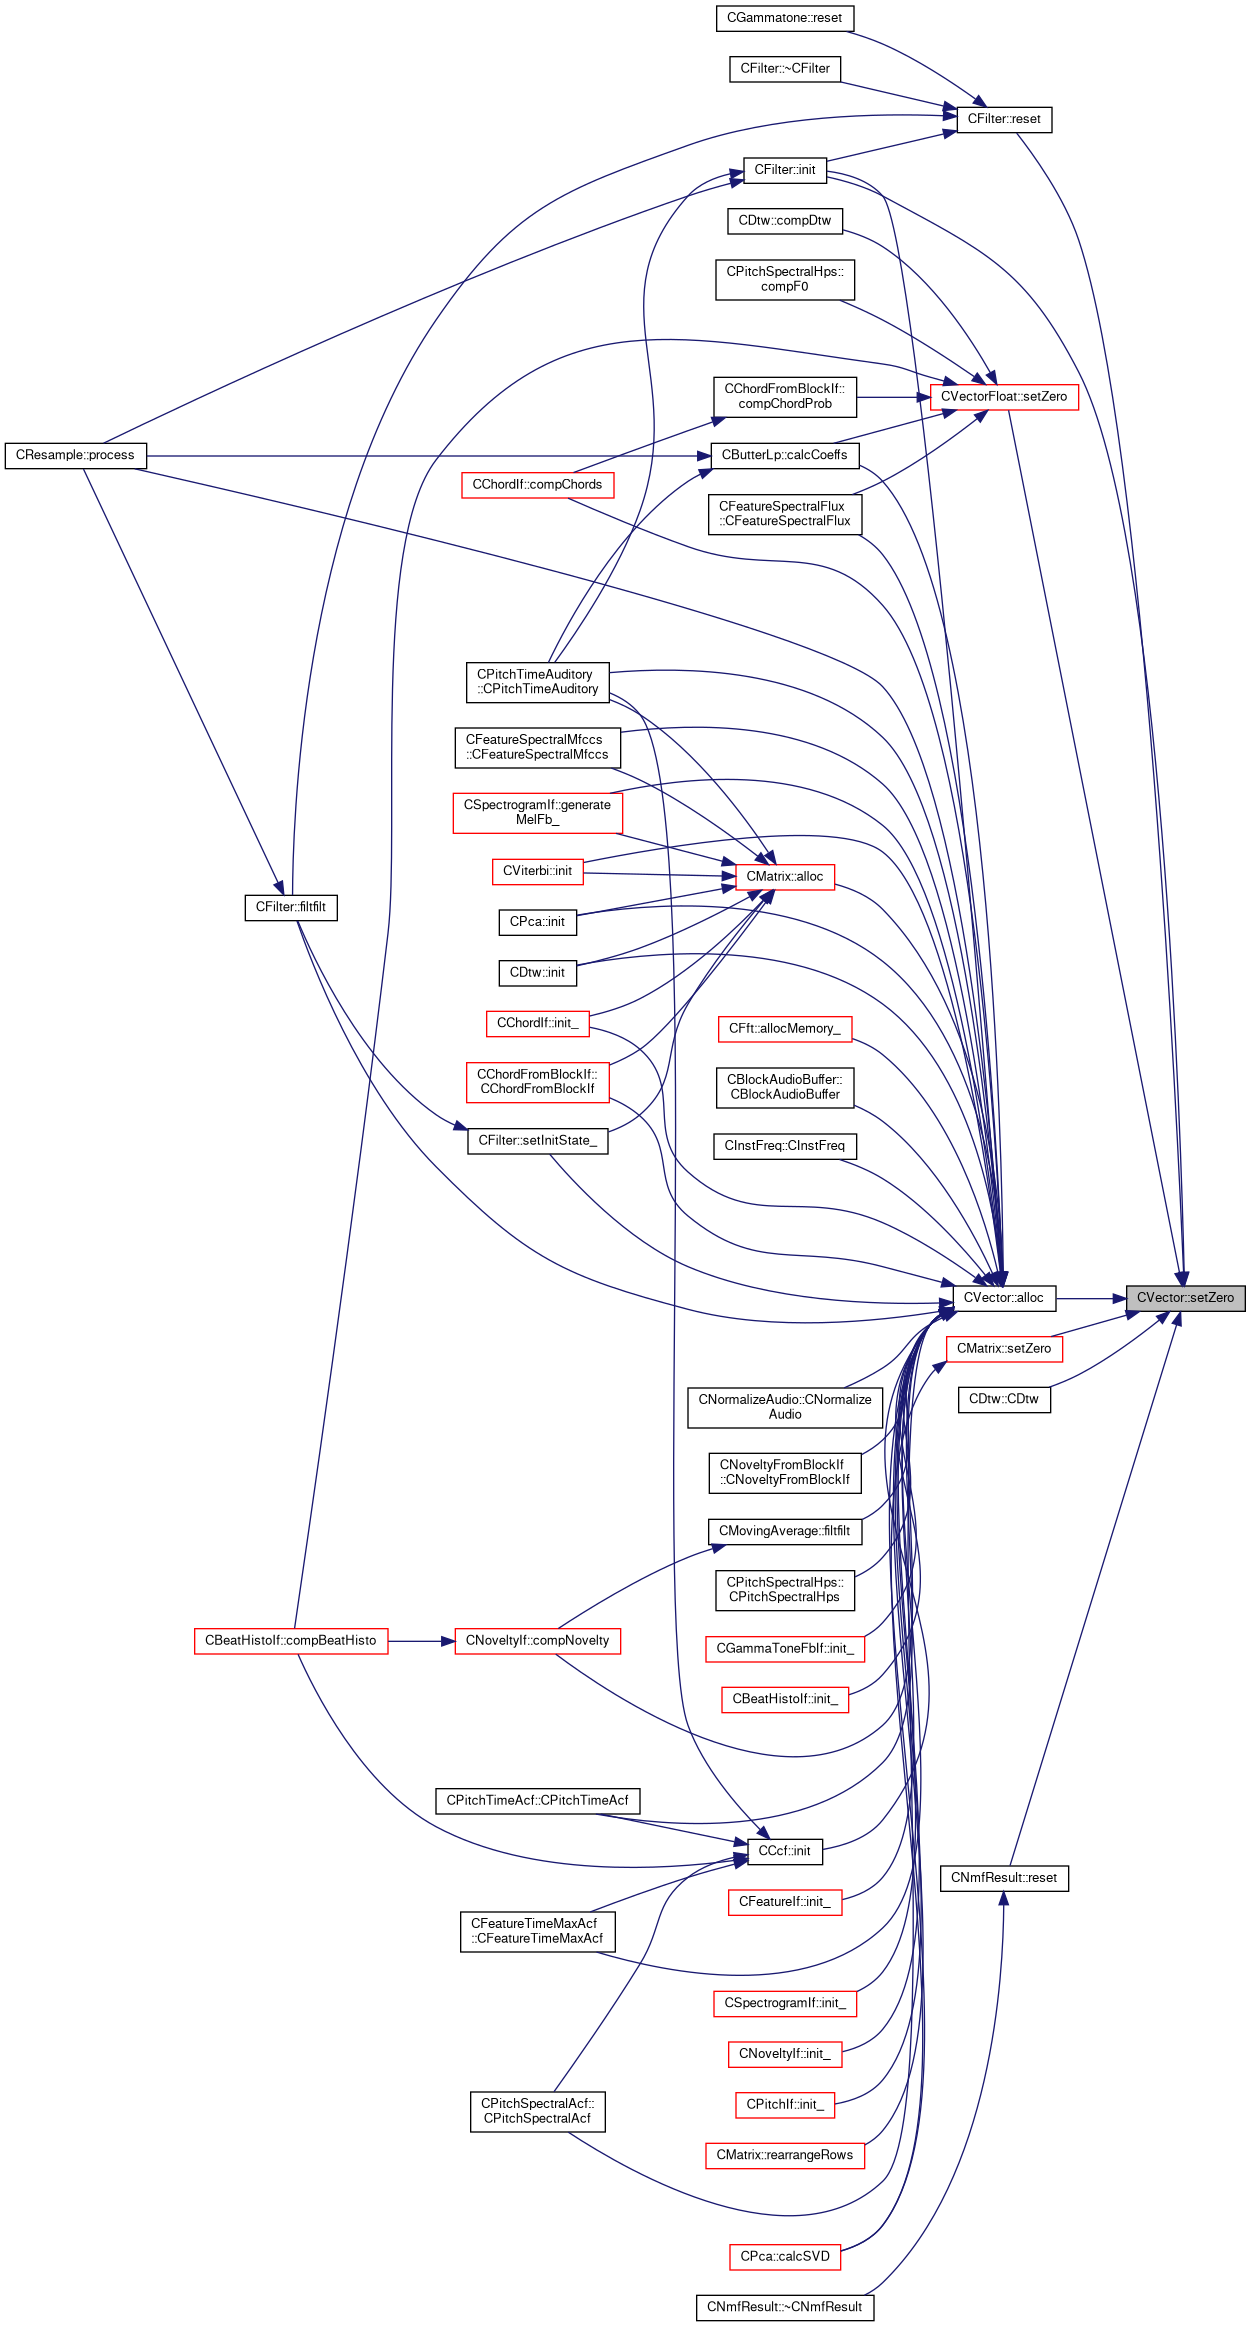 CGammatone::reset
CFilter::~CFilter
CFilter::reset
CFilter::init
CDtw::compDtw
CPitchSpectralHps::
compF0
CVectorFloat::setZero
CChordFromBlockIf::
compChordProb
CResample::process
CButterLp::calcCoeffs
CChordIf::compChords
CFeatureSpectralFlux
::CFeatureSpectralFlux
CPitchTimeAuditory
::CPitchTimeAuditory
CFeatureSpectralMfccs
::CFeatureSpectralMfccs
CSpectrogramIf::generate
MelFb_
CViterbi::init
CMatrix::alloc
CFilter::filtfilt
CPca::init
CDtw::init
CChordIf::init_
CFft::allocMemory_
CChordFromBlockIf::
CChordFromBlockIf
CBlockAudioBuffer::
CBlockAudioBuffer
CFilter::setInitState_
CInstFreq::CInstFreq
CVector::alloc
CVector::setZero
CMatrix::setZero
CDtw::CDtw
CNormalizeAudio::CNormalize
Audio
CNoveltyFromBlockIf
::CNoveltyFromBlockIf
CMovingAverage::filtfilt
CPitchSpectralHps::
CPitchSpectralHps
CBeatHistoIf::compBeatHisto
CNoveltyIf::compNovelty
CGammaToneFbIf::init_
CBeatHistoIf::init_
CPitchTimeAcf::CPitchTimeAcf
CCcf::init
CNmfResult::reset
CFeatureIf::init_
CFeatureTimeMaxAcf
::CFeatureTimeMaxAcf
CSpectrogramIf::init_
CNoveltyIf::init_
CPitchSpectralAcf::
CPitchSpectralAcf
CPitchIf::init_
CMatrix::rearrangeRows
CPca::calcSVD
CNmfResult::~CNmfResult